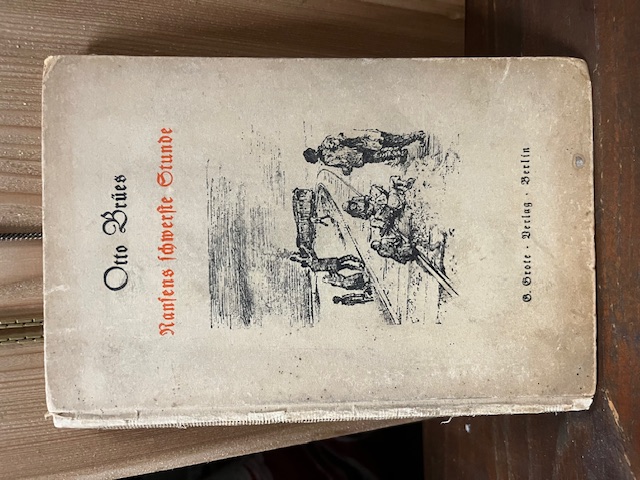 Otto Brües
Nansens schwerste Stunde
G. Grote · Verlag · Berlin